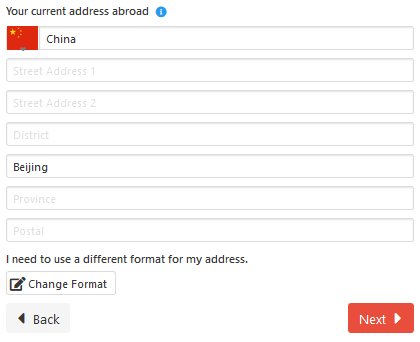 Your current address abroad
China
Street Address 1
Street Address 2
District
Beijing
Province
Postal
I need to use a different format for my address.
Change Format
Back
Next